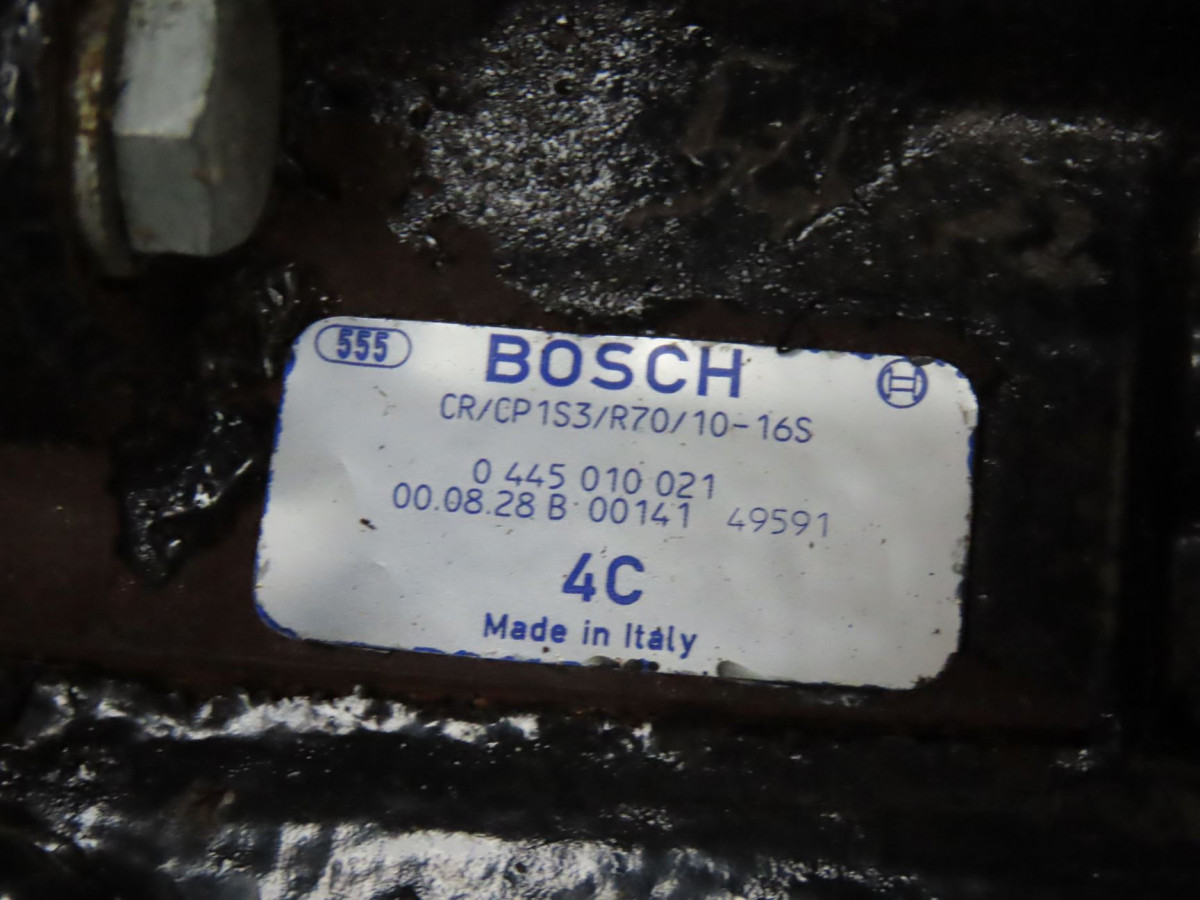 555
BOSCH
CR/CP1S3/R70/10-16S
0 445 010 021
00.08.28 B 00141 49591
4C
Made in Italy